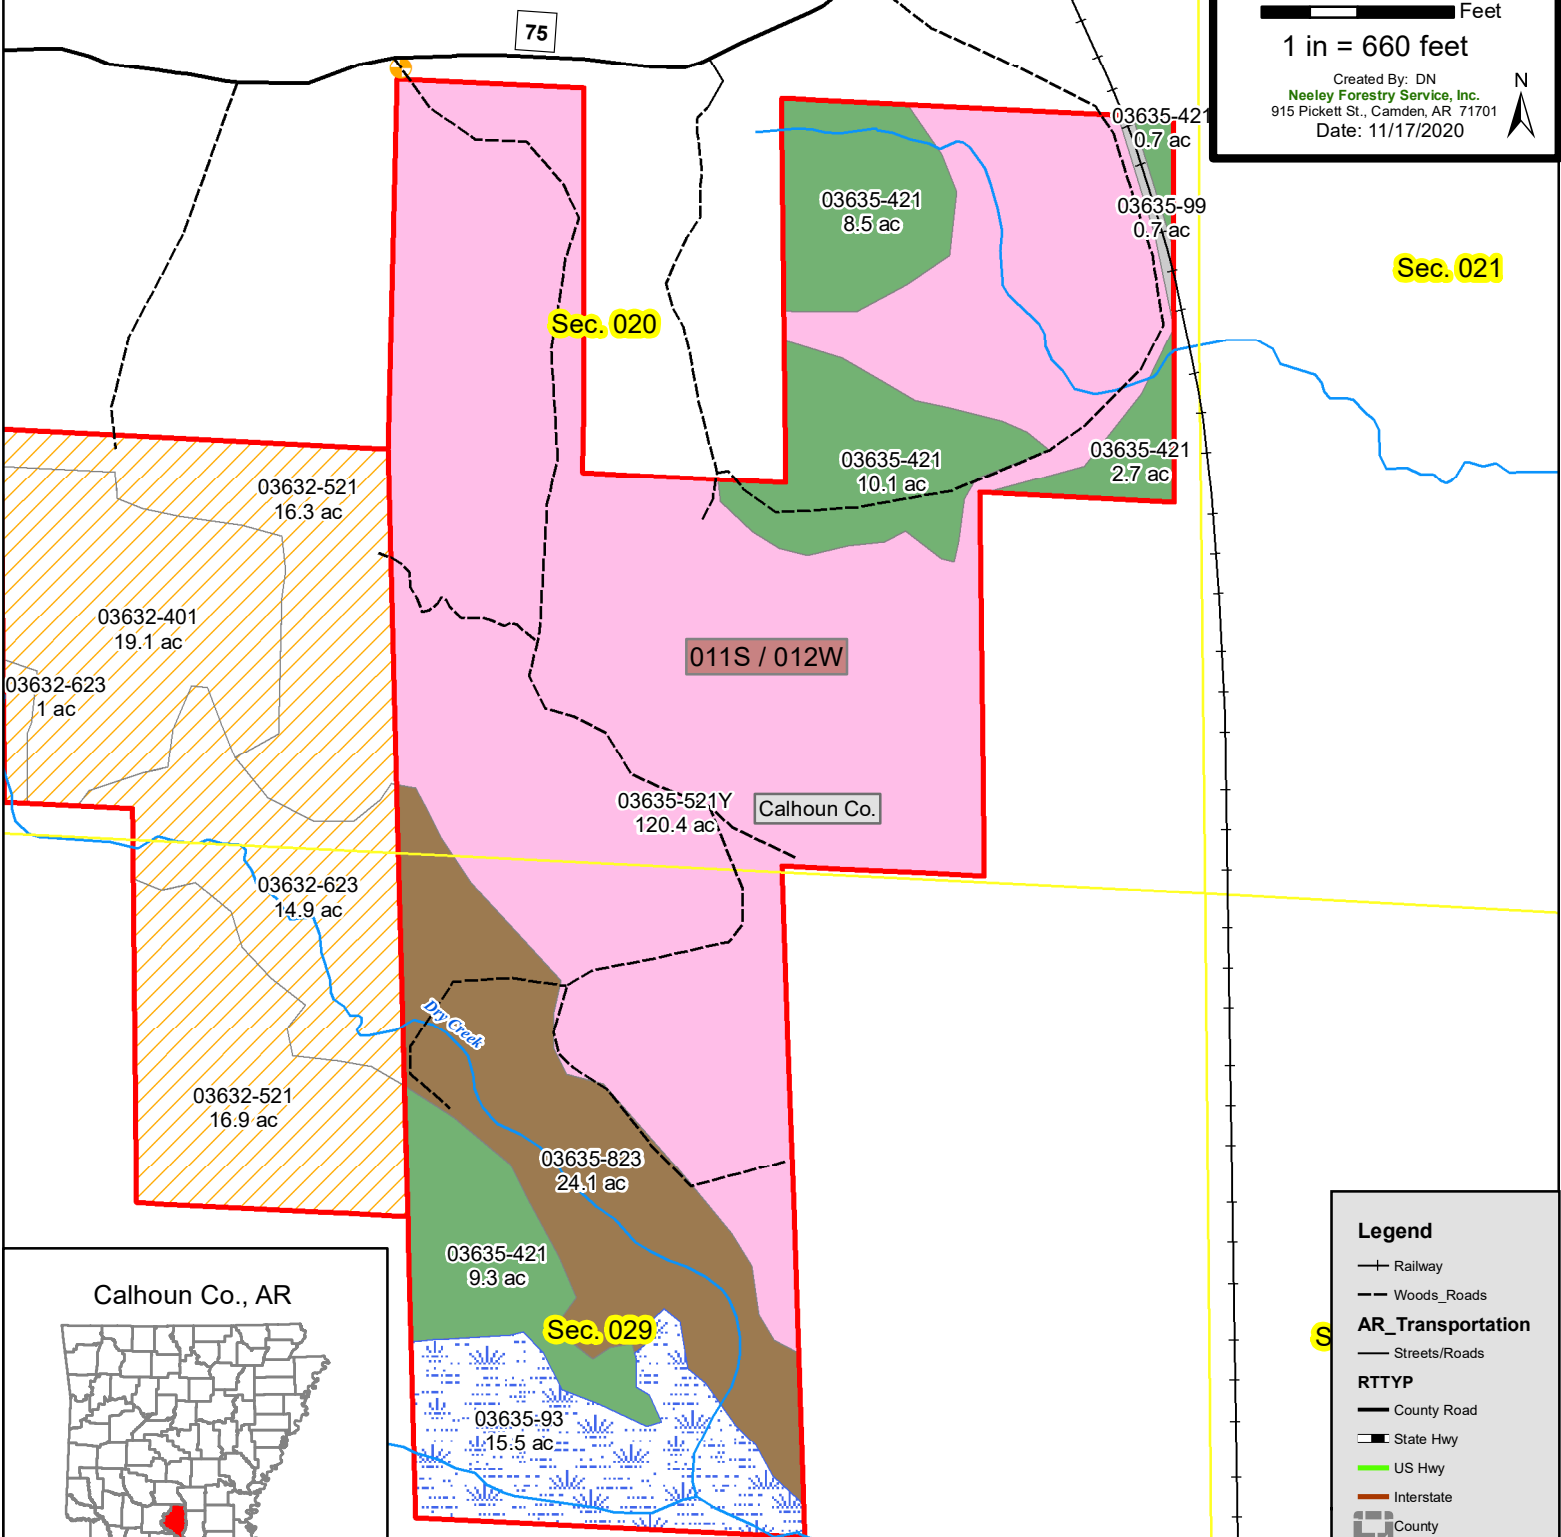 75
Feet
1 in = 660 feet
Created By: DN
Neeley Forestry Service, Inc.
915 Pickett St., Camden, AR 71701
Date: 11/17/2020
N
03635-421
0.7 ac
03635-421
8.5 ac
03635-99
0.7 ac
Sec. 021
Sec. 020
03635-421
10.1 ac
03635-421
2.7 ac
03632-521
16.3 ac
03632-401
19.1 ac
03632-623
1 ac
011S / 012W
03635-521Y
120.4 ac
Calhoun Co.
03632-623
14.9 ac
Dry Creek
03632-521
16.9 ac
03635-823
24.1 ac
03635-421
9.3 ac
Sec. 029
03635-93
15.5 ac
Calhoun Co., AR
S
Legend
Railway
Woods_Roads
AR_Transportation
Streets/Roads
RTTYP
County Road
State Hwy
US Hwy
Interstate
County